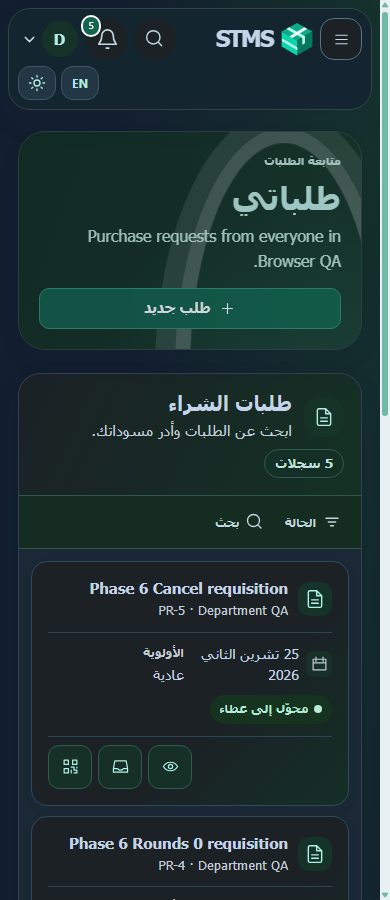 STMS
5
D
EN
متابعة الطلبات
طلباتي
Purchase requests from everyone in
Browser QA.
+ طلب جديد
طلبات الشراء
ابحث عن الطلبات وأدر مسوداتك.
5 سجلات
الحالة
بحث
Phase 6 Cancel requisition
PR-5 · Department QA
25 تشرين الثاني
2026
الأولوية
عادية
محوّل إلى عطاء
Phase 6 Rounds 0 requisition
PR-4 · Department QA